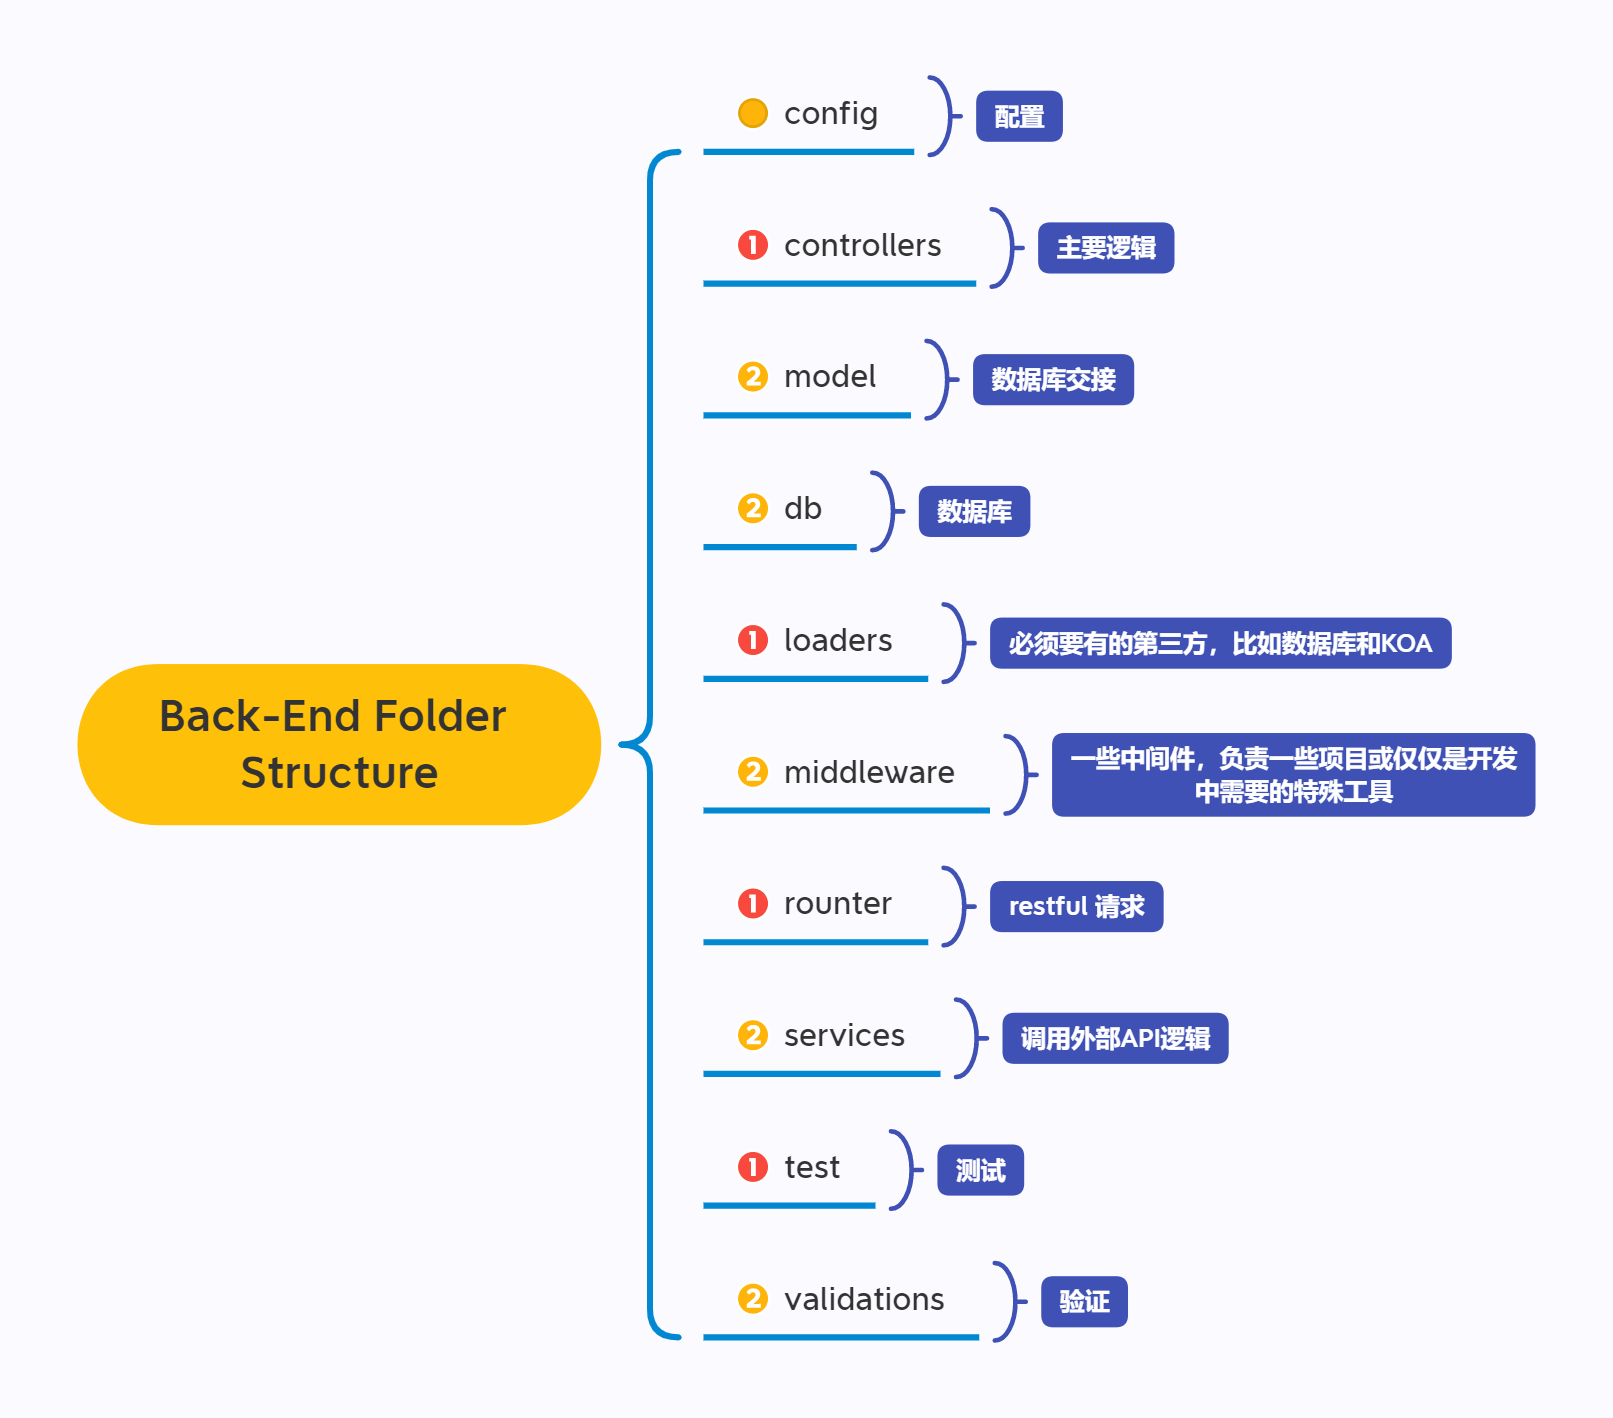 Back-End Folder
Structure
config
配置
1 controllers
主要逻辑
2 model
数据库交接
2 db
数据库
1 loaders
必须要有的第三方，比如数据库和KOA
2 middleware
一些中间件，负责一些项目或仅仅是开发
中需要的特殊工具
1 rounter
restful 请求
2 services
调用外部API逻辑
1 test
测试
2 validations
验证